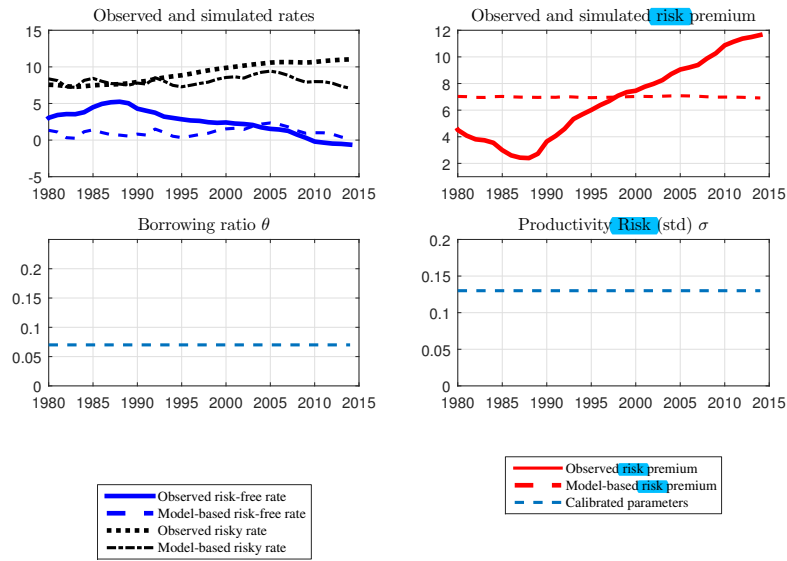 Observed and simulated rates
15
10
5
0
-5
1980 1985 1990 1995 2000 2005 2010 2015
Observed and simulated risk premium
12
10
8
6
4
2
1980 1985 1990 1995 2000 2005 2010 2015
Borrowing ratio θ
0.2
0.15
0.1
0.05
0
1980 1985 1990 1995 2000 2005 2010 2015
Productivity Risk (std) σ
0.2
0.15
0.1
0.05
0
1980 1985 1990 1995 2000 2005 2010 2015
Observed risk-free rate
Model-based risk-free rate
Observed risky rate
Model-based risky rate
Observed risk premium
Model-based risk premium
Calibrated parameters